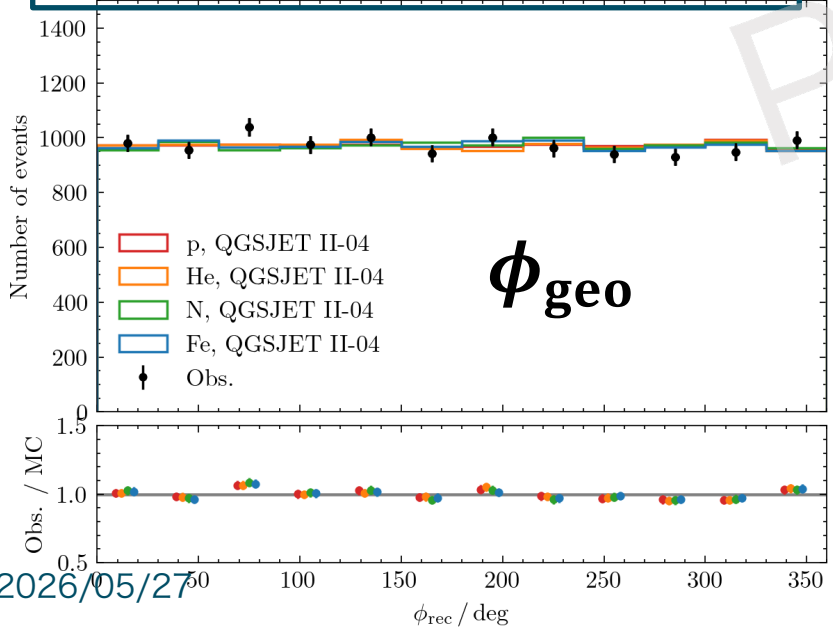 1400
1200
1000
800
600
400
200
0
Number of events
p, QGSJET II-04
He, QGSJET II-04
N, QGSJET II-04
Fe, QGSJET II-04
Obs.
ϕgeo
P
1.5
1.0
0.5
Obs. / MC
0 50 100 150 200 250 300 350
ϕrec / deg
2026/05/27